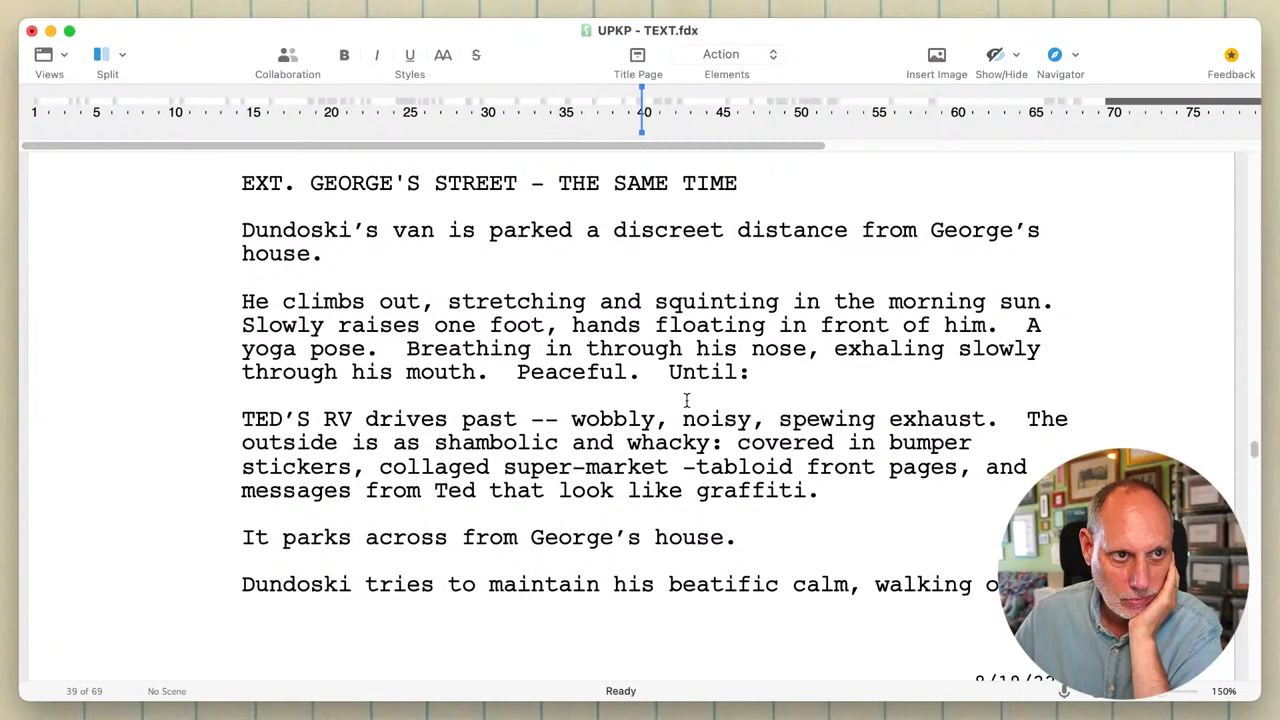 UPKP - TEXT.fdx
Views
Split
Collaboration
B I U AA S
Styles
Title Page
Action
Elements
Insert Image
Show/Hide
Navigator
Feedback
1 5 10 15 20 25 30 35 40 45 50 55 60 65 70 75
EXT. GEORGE'S STREET - THE SAME TIME
Dundoski’s van is parked a discreet distance from George’s
house.
He climbs out, stretching and squinting in the morning sun.
Slowly raises one foot, hands floating in front of him. A
yoga pose. Breathing in through his nose, exhaling slowly
through his mouth. Peaceful. Until:
TED’S RV drives past -- wobbly, noisy, spewing exhaust. The
outside is as shambolic and whacky: covered in bumper
stickers, collaged super-market -tabloid front pages, and
messages from Ted that look like graffiti.
It parks across from George’s house.
Dundoski tries to maintain his beatific calm, walking
39 of 69
No Scene
Ready
150%